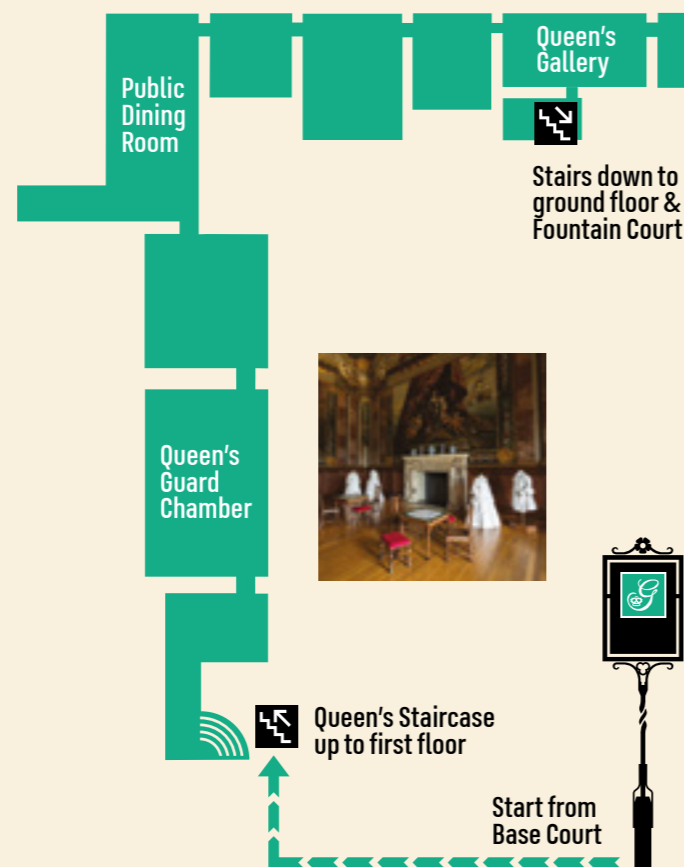 Queen's
Gallery
Public
Dining
Room
Stairs down to
ground floor &
Fountain Court
Queen's
Guard
Chamber
G
Queen's Staircase
up to first floor
Start from
Base Court